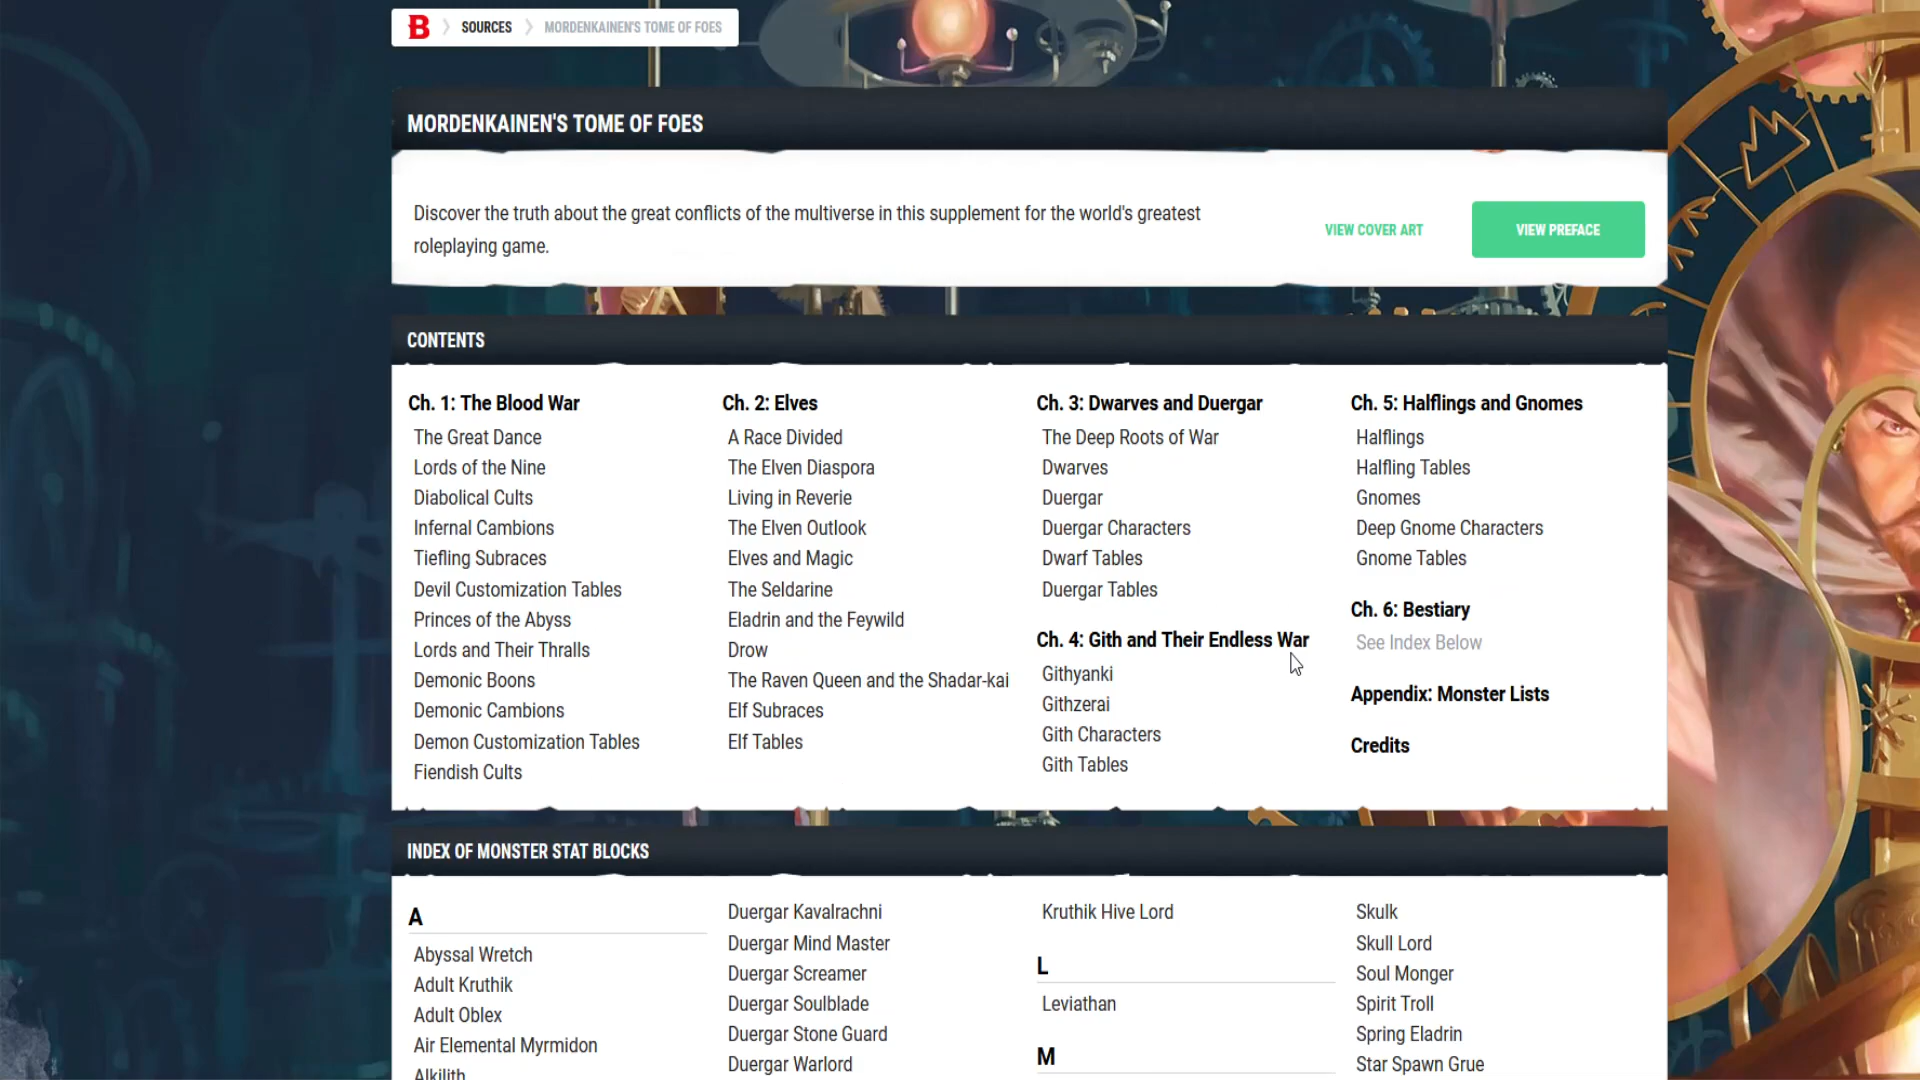 B SOURCES MORDENKAINEN'S TOME OF FOES
MORDENKAINEN'S TOME OF FOES
Discover the truth about the great conflicts of the multiverse in this supplement for the world's greatest
roleplaying game.
VIEW COVER ART
VIEW PREFACE
CONTENTS
Ch. 1: The Blood War
The Great Dance
Lords of the Nine
Diabolical Cults
Infernal Cambions
Tiefling Subraces
Devil Customization Tables
Princes of the Abyss
Lords and Their Thralls
Demonic Boons
Demonic Cambions
Demon Customization Tables
Fiendish Cults
Ch. 2: Elves
A Race Divided
The Elven Diaspora
Living in Reverie
The Elven Outlook
Elves and Magic
The Seldarine
Eladrin and the Feywild
Drow
The Raven Queen and the Shadar-kai
Elf Subraces
Elf Tables
Ch. 3: Dwarves and Duergar
The Deep Roots of War
Dwarves
Duergar
Duergar Characters
Dwarf Tables
Duergar Tables
Ch. 4: Gith and Their Endless War
Githyanki
Githzerai
Gith Characters
Gith Tables
Ch. 5: Halflings and Gnomes
Halflings
Halfling Tables
Gnomes
Deep Gnome Characters
Gnome Tables
Ch. 6: Bestiary
See Index Below
Appendix: Monster Lists
Credits
INDEX OF MONSTER STAT BLOCKS
A
Abyssal Wretch
Adult Kruthik
Adult Oblex
Air Elemental Myrmidon
Alkilith
Duergar Kavalrachni
Duergar Mind Master
Duergar Screamer
Duergar Soulblade
Duergar Stone Guard
Duergar Warlord
Kruthik Hive Lord
L
Leviathan
M
Skulk
Skull Lord
Soul Monger
Spirit Troll
Spring Eladrin
Star Spawn Grue